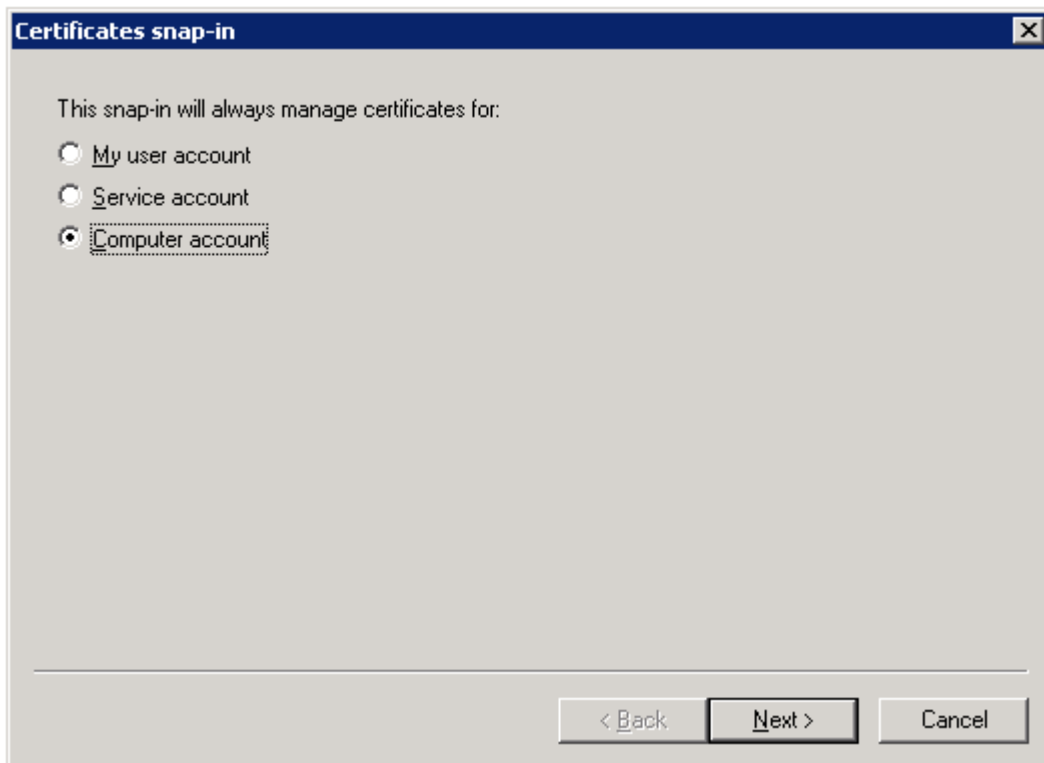 Certificates snap-in
This snap-in will always manage certificates for:
My user account
Service account
Computer account
< Back
Next >
Cancel